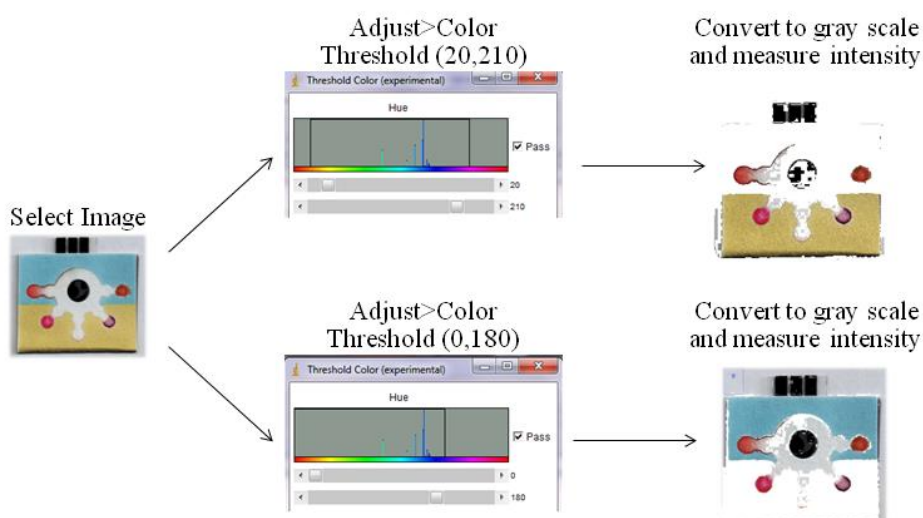 Adjust>Color
Threshold (20,210)
Convert to gray scale
and measure intensity
Threshold Color (experimental)
Hue
Pass
20
210
Select Image
Adjust>Color
Threshold (0,180)
Convert to gray scale
and measure intensity
Threshold Color (experimental)
Hue
Pass
0
180